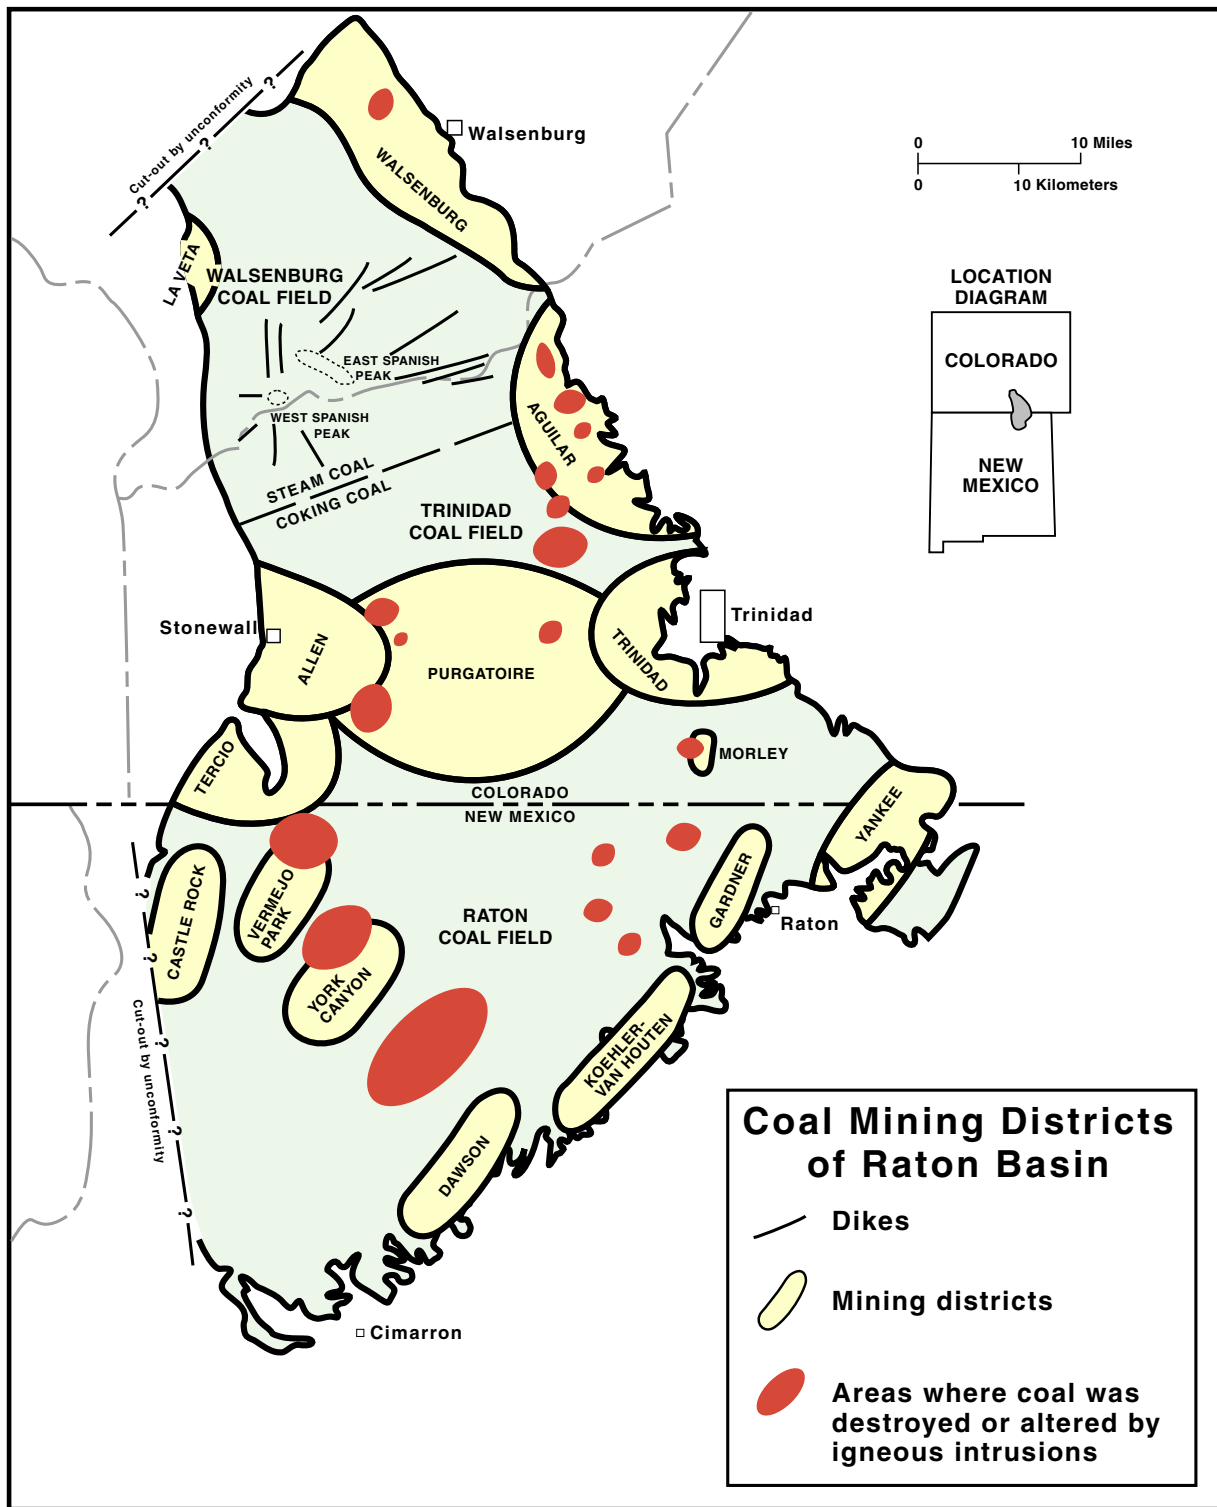 Walsenburg
Cut-out by unconformity
?
?
?
WALSENBURG
0
10 Miles
0
10 Kilometers
LA VETA
WALSENBURG
COAL FIELD
LOCATION
DIAGRAM
COLORADO
NEW
MEXICO
EAST SPANISH
PEAK
WEST SPANISH
PEAK
AGUILAR
STEAM COAL
COKING COAL
TRINIDAD
COAL FIELD
Stonewall
ALLEN
PURGATOIRE
TRINIDAD
Trinidad
TERCIO
MORLEY
COLORADO
NEW MEXICO
YANKEE
CASTLE ROCK
VERMEJO
PARK
GARDNER
RATON
COAL FIELD
Raton
?
?
?
?
?
Cut-out by unconformity
YORK
CANYON
KOEHLER-
VAN HOUTEN
DAWSON
Cimarron
Coal Mining Districts
of Raton Basin
Dikes
Mining districts
Areas where coal was
destroyed or altered by
igneous intrusions